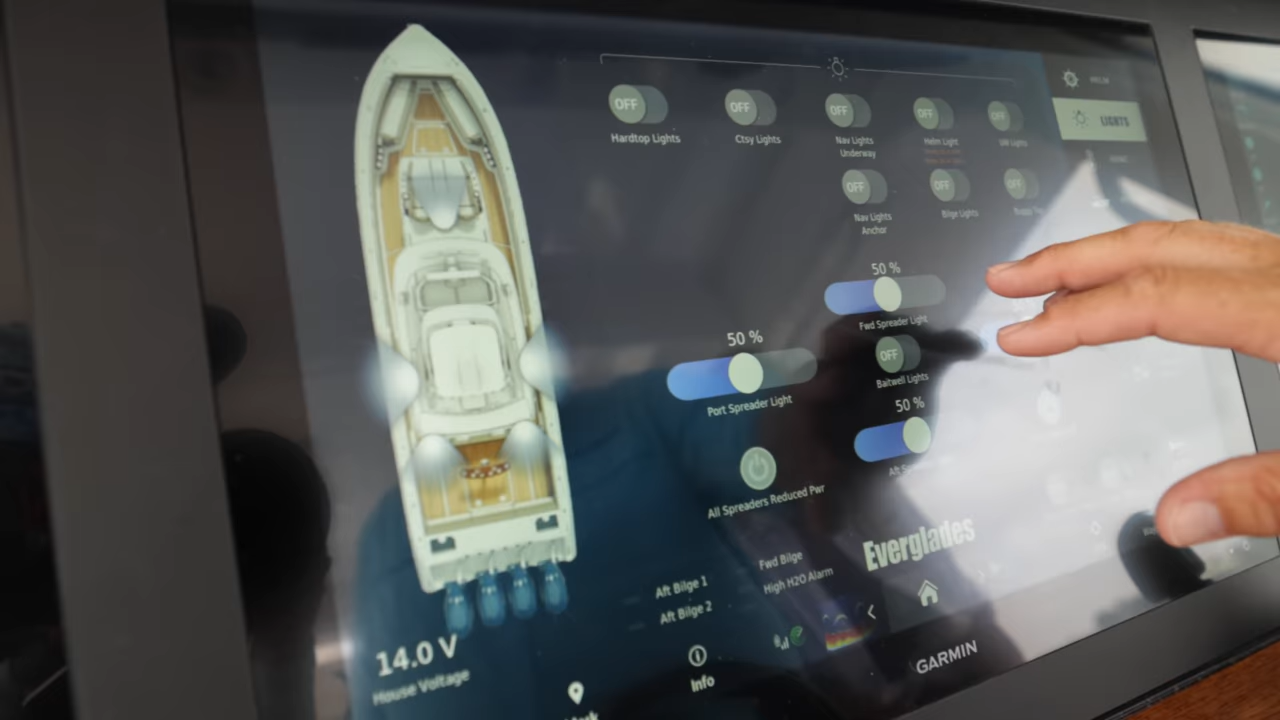 HELM
LIGHTS
OFF
Hardtop Lights
OFF
Ctsy Lights
OFF
Nav Lights
Underway
OFF
Helm Light
OFF
UW Lights
OFF
Nav Lights
Anchor
OFF
Bilge Lights
OFF
50 %
Fwd Spreader Light
50 %
Port Spreader Light
OFF
Baitwell Lights
50 %
Aft
All Spreaders Reduced Pwr
Everglades
Fwd Bilge
High H2O Alarm
Aft Bilge 1
Aft Bilge 2
14.0 V
House Voltage
Info
GARMIN